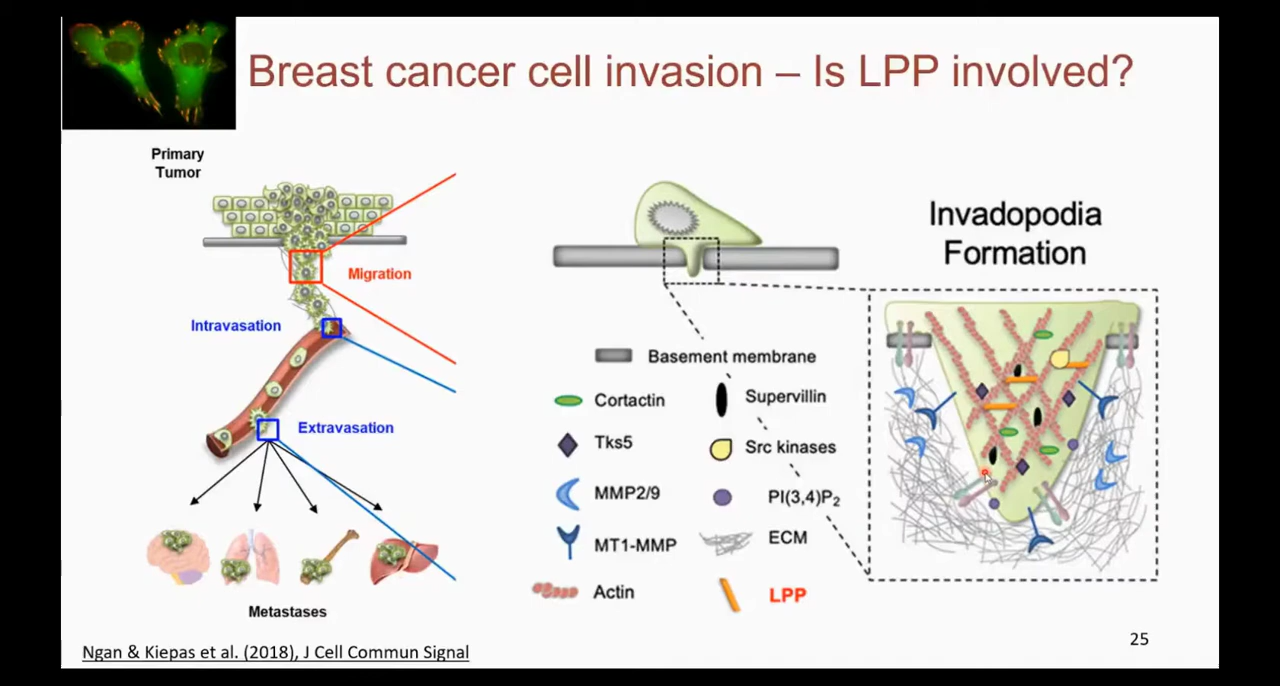 Breast cancer cell invasion – Is LPP involved?
Primary
Tumor
Migration
Intravasation
Extravasation
Metastases
Invadopodia
Formation
Basement membrane
Cortactin
Supervillin
Tks5
Src kinases
MMP2/9
PI(3,4)P₂
MT1-MMP
ECM
Actin
LPP
Ngan & Kiepas et al. (2018), J Cell Commun Signal
25